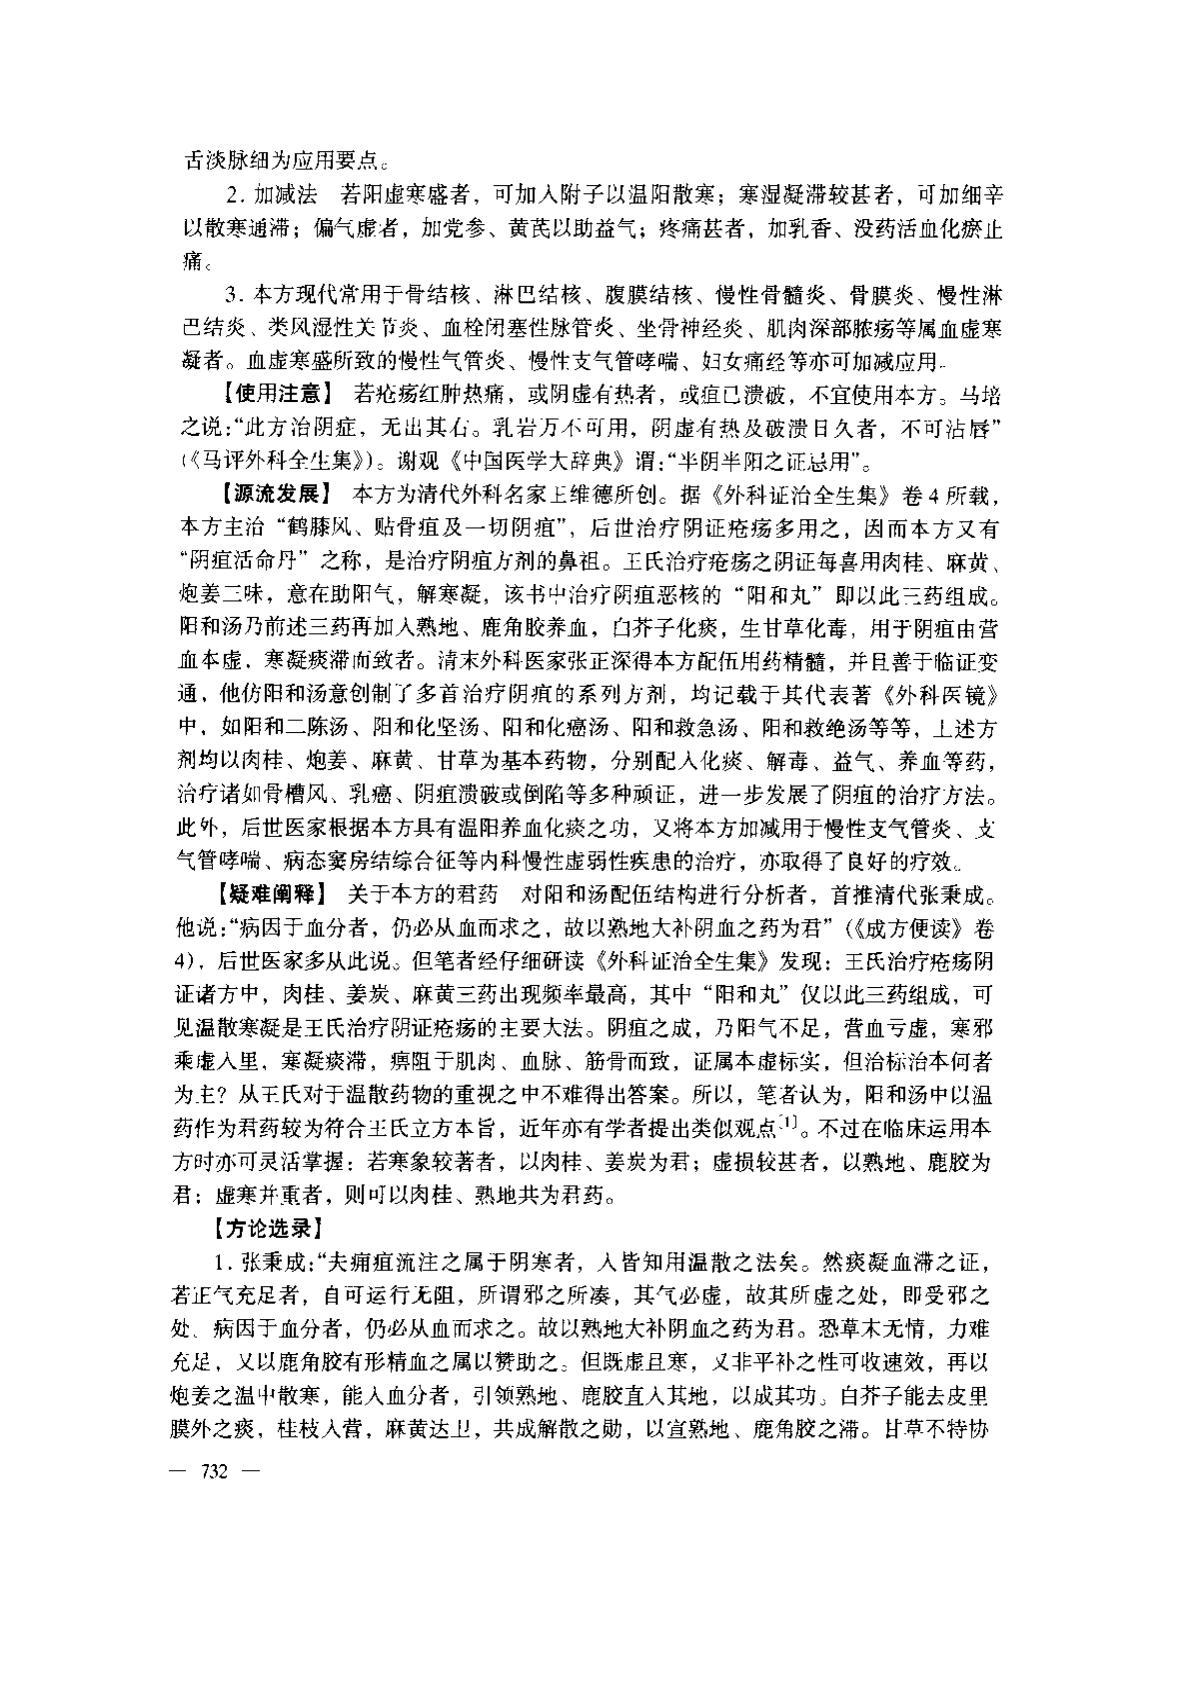 舌淡脉细为应用要点。
2. 加减法　若阳虚寒盛者，可加入附子以温阳散寒；寒湿凝滞较甚者，可加细辛
以散寒通滞；偏气虚者，加党参、黄芪以助益气；疼痛甚者，加乳香、没药活血化瘀止
痛。
3. 本方现代常用于骨结核、淋巴结核、腹膜结核、慢性骨髓炎、骨膜炎、慢性淋
巴结炎、类风湿性关节炎、血栓闭塞性脉管炎、坐骨神经炎、肌肉深部脓疡等属血虚寒
凝者。血虚寒盛所致的慢性气管炎、慢性支气管哮喘、妇女痛经等亦可加减应用。
【使用注意】　若疮疡红肿热痛，或阴虚有热者，或疽已溃破，不宜使用本方。马培
之说：“此方治阴症，无出其右。乳岩万不可用，阴虚有热及破溃日久者，不可沾唇”
（《马评外科全生集》）。谢观《中国医学大辞典》谓：“半阴半阳之证忌用”。
【源流发展】　本方为清代外科名家王维德所创。据《外科证治全生集》卷 4 所载，
本方主治“鹤膝风、贴骨疽及一切阴疽”，后世治疗阴证疮疡多用之，因而本方又有
“阴疽活命丹”之称，是治疗阴疽方剂的鼻祖。王氏治疗疮疡之阴证每喜用肉桂、麻黄、
炮姜三味，意在助阳气，解寒凝，该书中治疗阴疽恶核的“阳和丸”即以此三药组成。
阳和汤乃前述三药再加入熟地、鹿角胶养血，白芥子化痰，生甘草化毒，用于阴疽由营
血本虚，寒凝痰滞而致者。清末外科医家张正深得本方配伍用药精髓，并且善于临证变
通，他仿阳和汤意创制了多首治疗阴疽的系列方剂，均记载于其代表著《外科医镜》
中，如阳和二陈汤、阳和化坚汤、阳和化癌汤、阳和救急汤、阳和救绝汤等等，上述方
剂均以肉桂、炮姜、麻黄、甘草为基本药物，分别配入化痰、解毒、益气、养血等药，
治疗诸如骨槽风、乳癌、阴疽溃破或倒陷等多种顽证，进一步发展了阴疽的治疗方法。
此外，后世医家根据本方具有温阳养血化痰之功，又将本方加减用于慢性支气管炎、支
气管哮喘、病态窦房结综合征等内科慢性虚弱性疾患的治疗，亦取得了良好的疗效。
【疑难阐释】　关于本方的君药　对阳和汤配伍结构进行分析者，首推清代张秉成。
他说：“病因于血分者，仍必从血而求之，故以熟地大补阴血之药为君”（《成方便读》卷
4），后世医家多从此说。但笔者经仔细研读《外科证治全生集》发现：王氏治疗疮疡阴
证诸方中，肉桂、姜炭、麻黄三药出现频率最高，其中“阳和丸”仅以此三药组成，可
见温散寒凝是王氏治疗阴证疮疡的主要大法。阴疽之成，乃阳气不足，营血亏虚，寒邪
乘虚入里，寒凝痰滞，痹阻于肌肉、血脉、筋骨而致，证属本虚标实，但治标治本何者
为主？从王氏对于温散药物的重视之中不难得出答案。所以，笔者认为，阳和汤中以温
药作为君药较为符合王氏立方本旨，近年亦有学者提出类似观点[1]。不过在临床运用本
方时亦可灵活掌握：若寒象较著者，以肉桂、姜炭为君；虚损较甚者，以熟地、鹿胶为
君；虚寒并重者，则可以肉桂、熟地共为君药。
【方论选录】
1. 张秉成：“夫痈疽流注之属于阴寒者，人皆知用温散之法矣。然痰凝血滞之证，
若正气充足者，自可运行无阻，所谓邪之所凑，其气必虚，故其所虚之处，即受邪之
处。病因于血分者，仍必从血而求之。故以熟地大补阴血之药为君。恐草木无情，力难
充足，又以鹿角胶有形精血之属以赞助之。但既虚且寒，又非平补之性可收速效，再以
炮姜之温中散寒，能入血分者，引领熟地、鹿胶直入其地，以成其功。白芥子能去皮里
膜外之痰，桂枝入营，麻黄达卫，共成解散之勋，以宣熟地、鹿角胶之滞。甘草不特协
— 732 —